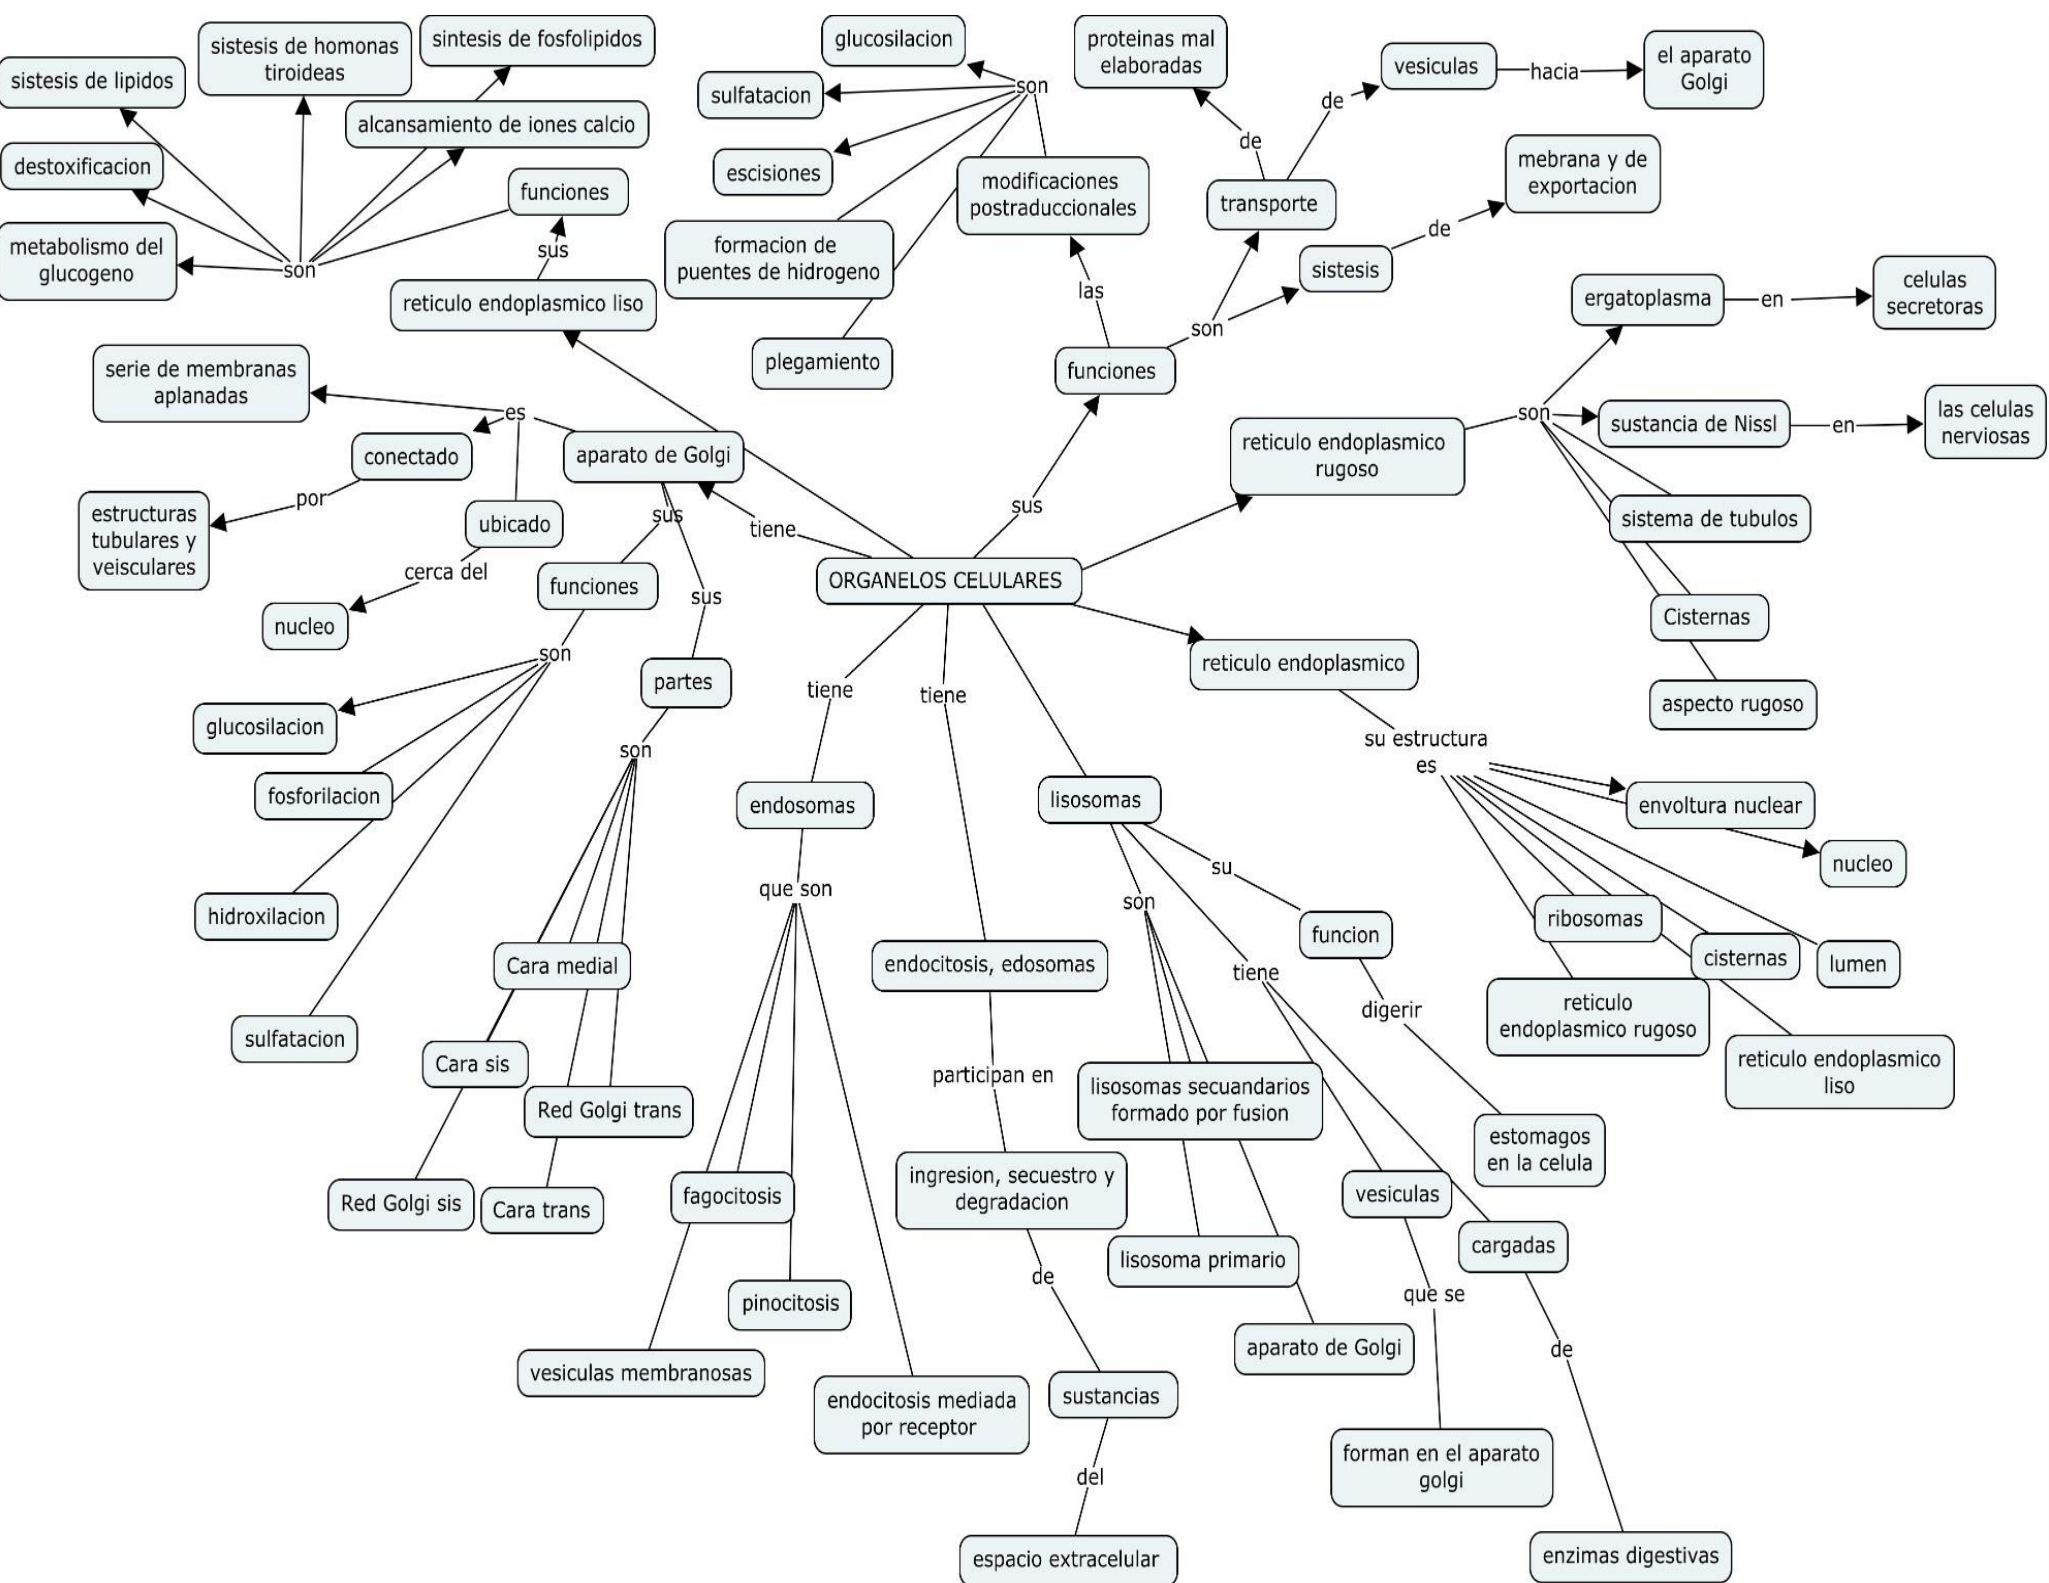 sintesis de fosfolipidos
sistesis de homonas
tiroideas
sistesis de lipidos
alcansamiento de iones calcio
destoxificacion
funciones
metabolismo del
glucogeno
son
sus
reticulo endoplasmico liso
glucosilacion
sulfatacion
son
escisiones
modificaciones
postraduccionales
formacion de
puentes de hidrogeno
plegamiento
las
funciones
sus
proteinas mal
elaboradas
de
transporte
de
vesiculas
hacia
el aparato
Golgi
son
sistesis
de
mebrana y de
exportacion
ergatoplasma
en
celulas
secretoras
reticulo endoplasmico
rugoso
son
sustancia de Nissl
en
las celulas
nerviosas
sistema de tubulos
Cisternas
aspecto rugoso
serie de membranas
aplanadas
es
conectado
por
estructuras
tubulares y
veisculares
ubicado
cerca del
nucleo
aparato de Golgi
tiene
sus
funciones
son
glucosilacion
fosforilacion
hidroxilacion
sulfatacion
sus
partes
son
Cara medial
Cara sis
Red Golgi trans
Red Golgi sis
Cara trans
ORGANELOS CELULARES
tiene
endosomas
que son
fagocitosis
pinocitosis
vesiculas membranosas
endocitosis mediada
por receptor
tiene
endocitosis, edosomas
participan en
ingresion, secuestro y
degradacion
de
sustancias
del
espacio extracelular
lisosomas
son
lisosomas secuandarios
formado por fusion
lisosoma primario
aparato de Golgi
tiene
vesiculas
que se
forman en el aparato
golgi
cargadas
de
enzimas digestivas
su
funcion
digerir
estomagos
en la celula
reticulo endoplasmico
su estructura
es
envoltura nuclear
nucleo
ribosomas
cisternas
lumen
reticulo
endoplasmico rugoso
reticulo endoplasmico
liso